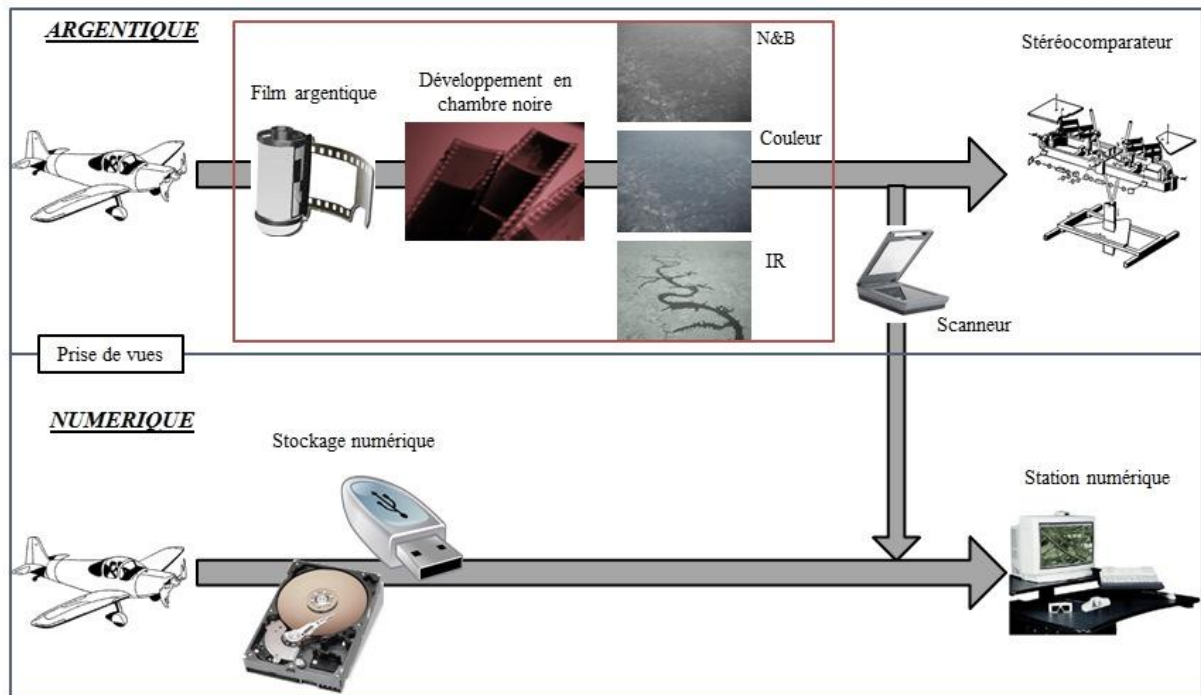 ARGENTIQUE
Film argentique
Développement en
chambre noire
N&B
Couleur
IR
Stéréocomparateur
Scanneur
Prise de vues
NUMERIQUE
Stockage numérique
Station numérique